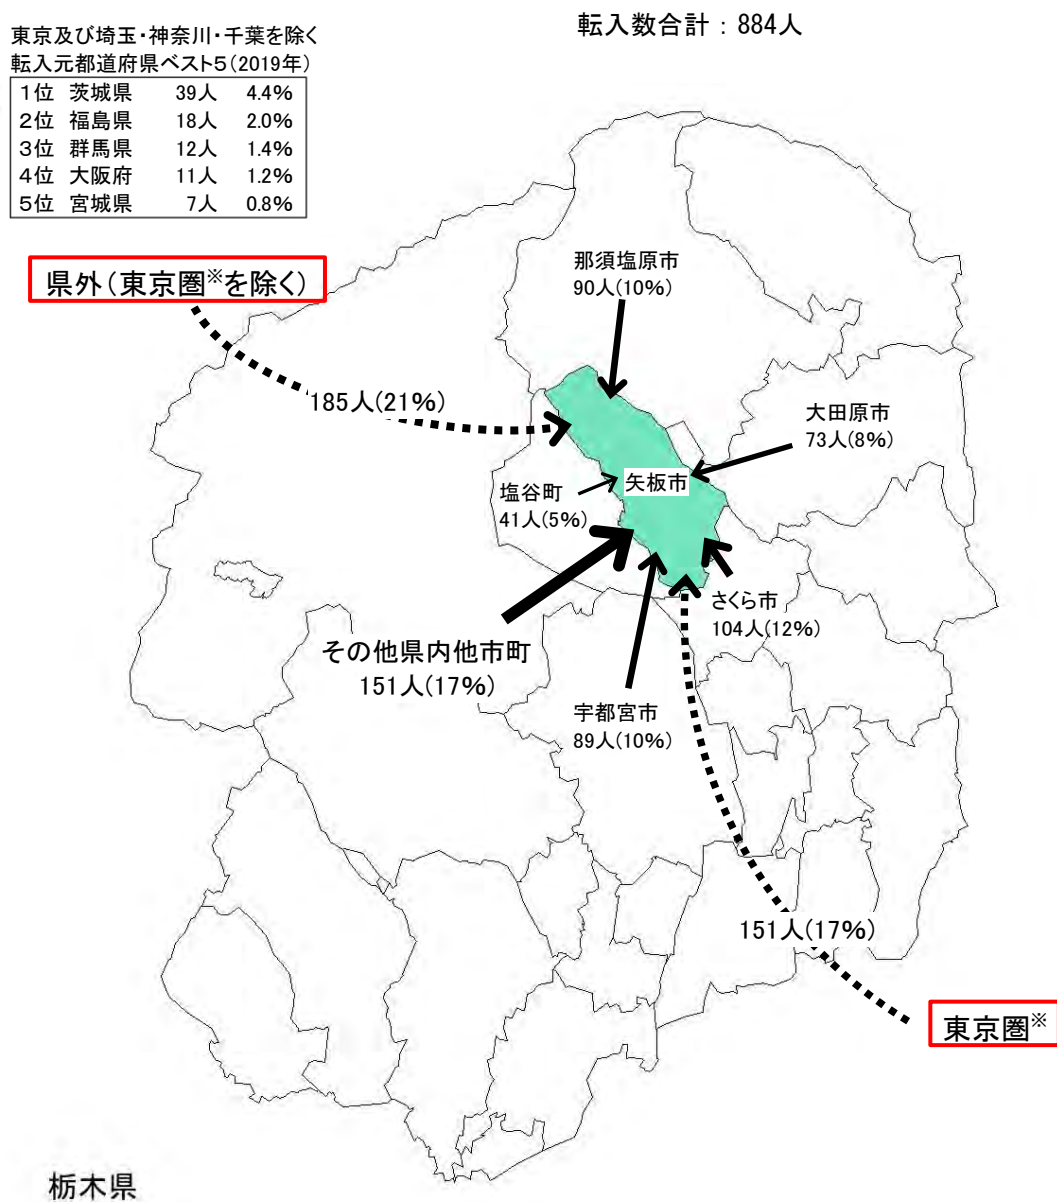 転入数合計：884人
東京及び埼玉・神奈川・千葉を除く
転入元都道府県ベスト5(2019年)
1位 茨城県 39人 4.4%
2位 福島県 18人 2.0%
3位 群馬県 12人 1.4%
4位 大阪府 11人 1.2%
5位 宮城県 7人 0.8%
県外(東京圏※を除く)
那須塩原市
90人(10%)
185人(21%)
大田原市
73人(8%)
矢板市
塩谷町
41人(5%)
さくら市
104人(12%)
その他県内他市町
151人(17%)
宇都宮市
89人(10%)
151人(17%)
東京圏※
栃木県